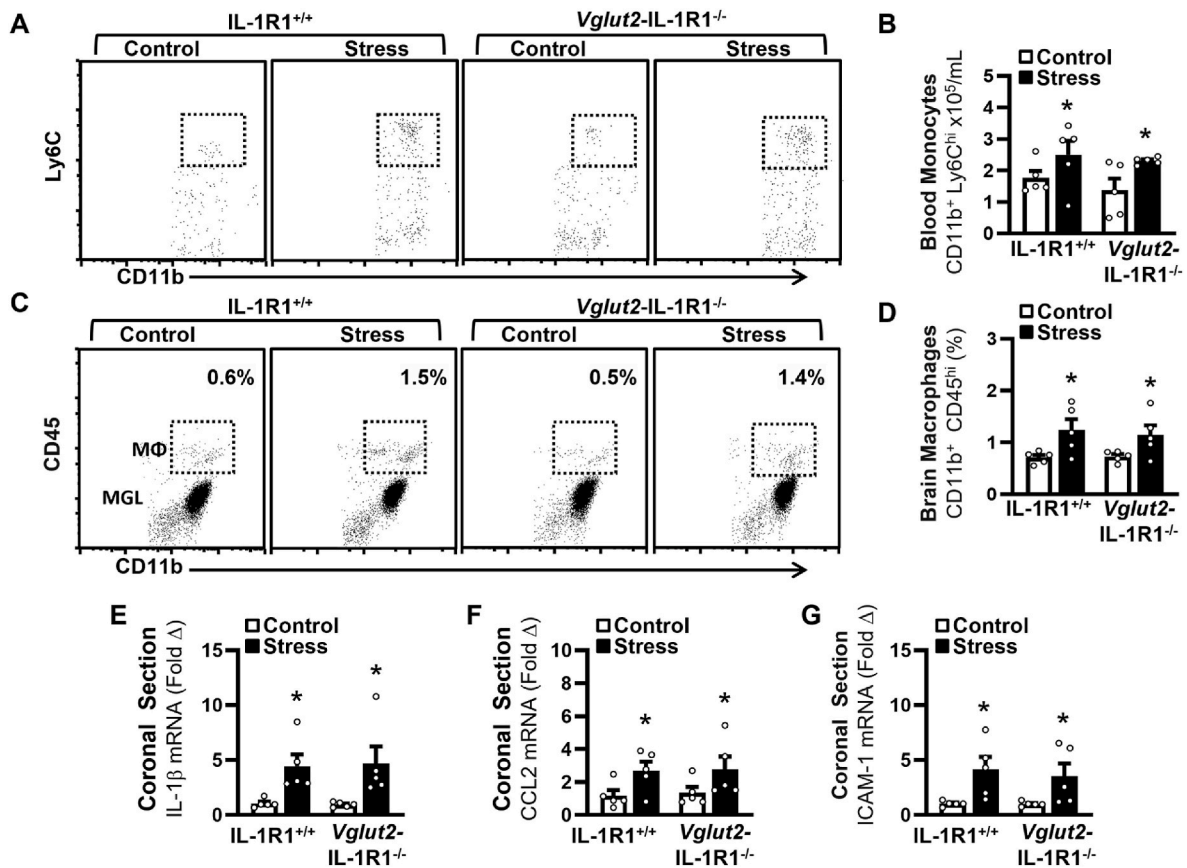 A
IL-1R1+/+
Vglut2-IL-1R1-/-
Control
Stress
Control
Stress
Ly6C
CD11b
B
Control
Stress
Blood Monocytes
CD11b+ Ly6Chi x10⁵/mL
5
4
3
2
1
0
*
*
IL-1R1+/+
Vglut2-
IL-1R1-/-
C
IL-1R1+/+
Vglut2-IL-1R1-/-
Control
Stress
Control
Stress
0.6%
1.5%
0.5%
1.4%
CD45
MΦ
MGL
CD11b
D
Control
Stress
Brain Macrophages
CD11b+ CD45hi (%)
3
2
1
0
*
*
IL-1R1+/+
Vglut2-
IL-1R1-/-
E
Control
Stress
Coronal Section
IL-1β mRNA (Fold Δ)
15
10
5
0
*
*
IL-1R1+/+
Vglut2-
IL-1R1-/-
F
Control
Stress
Coronal Section
CCL2 mRNA (Fold Δ)
10
8
6
4
2
0
*
*
IL-1R1+/+
Vglut2-
IL-1R1-/-
G
Control
Stress
Coronal Section
ICAM-1 mRNA (Fold Δ)
15
10
5
0
*
*
IL-1R1+/+
Vglut2-
IL-1R1-/-